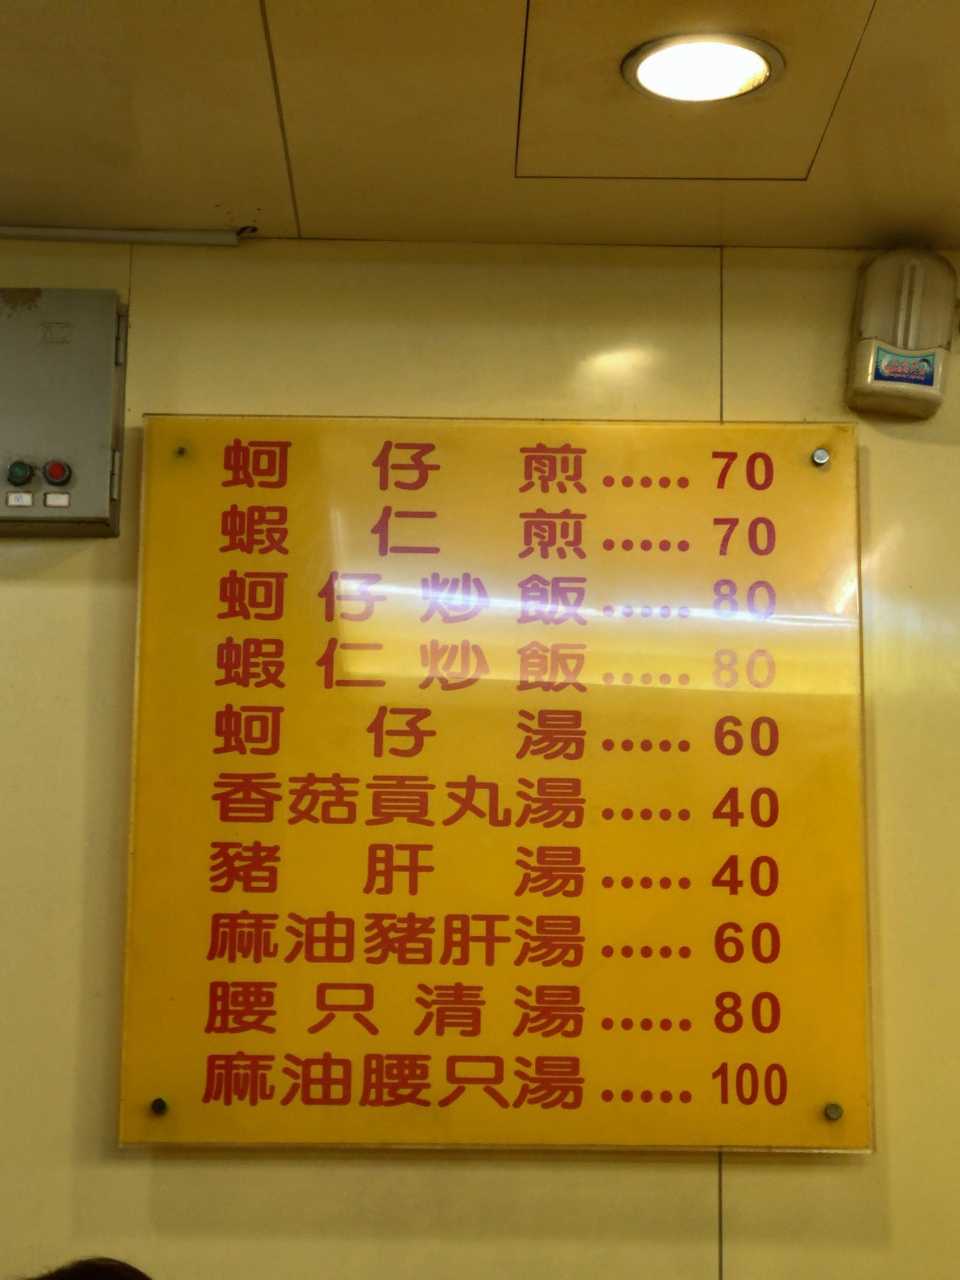 蚵仔煎.....70
蝦仁煎.....70
蚵仔炒飯.....80
蝦仁炒飯.....80
蚵仔湯.....60
香菇貢丸湯.....40
豬肝湯.....40
麻油豬肝湯.....60
腰只清湯.....80
麻油腰只湯.....100